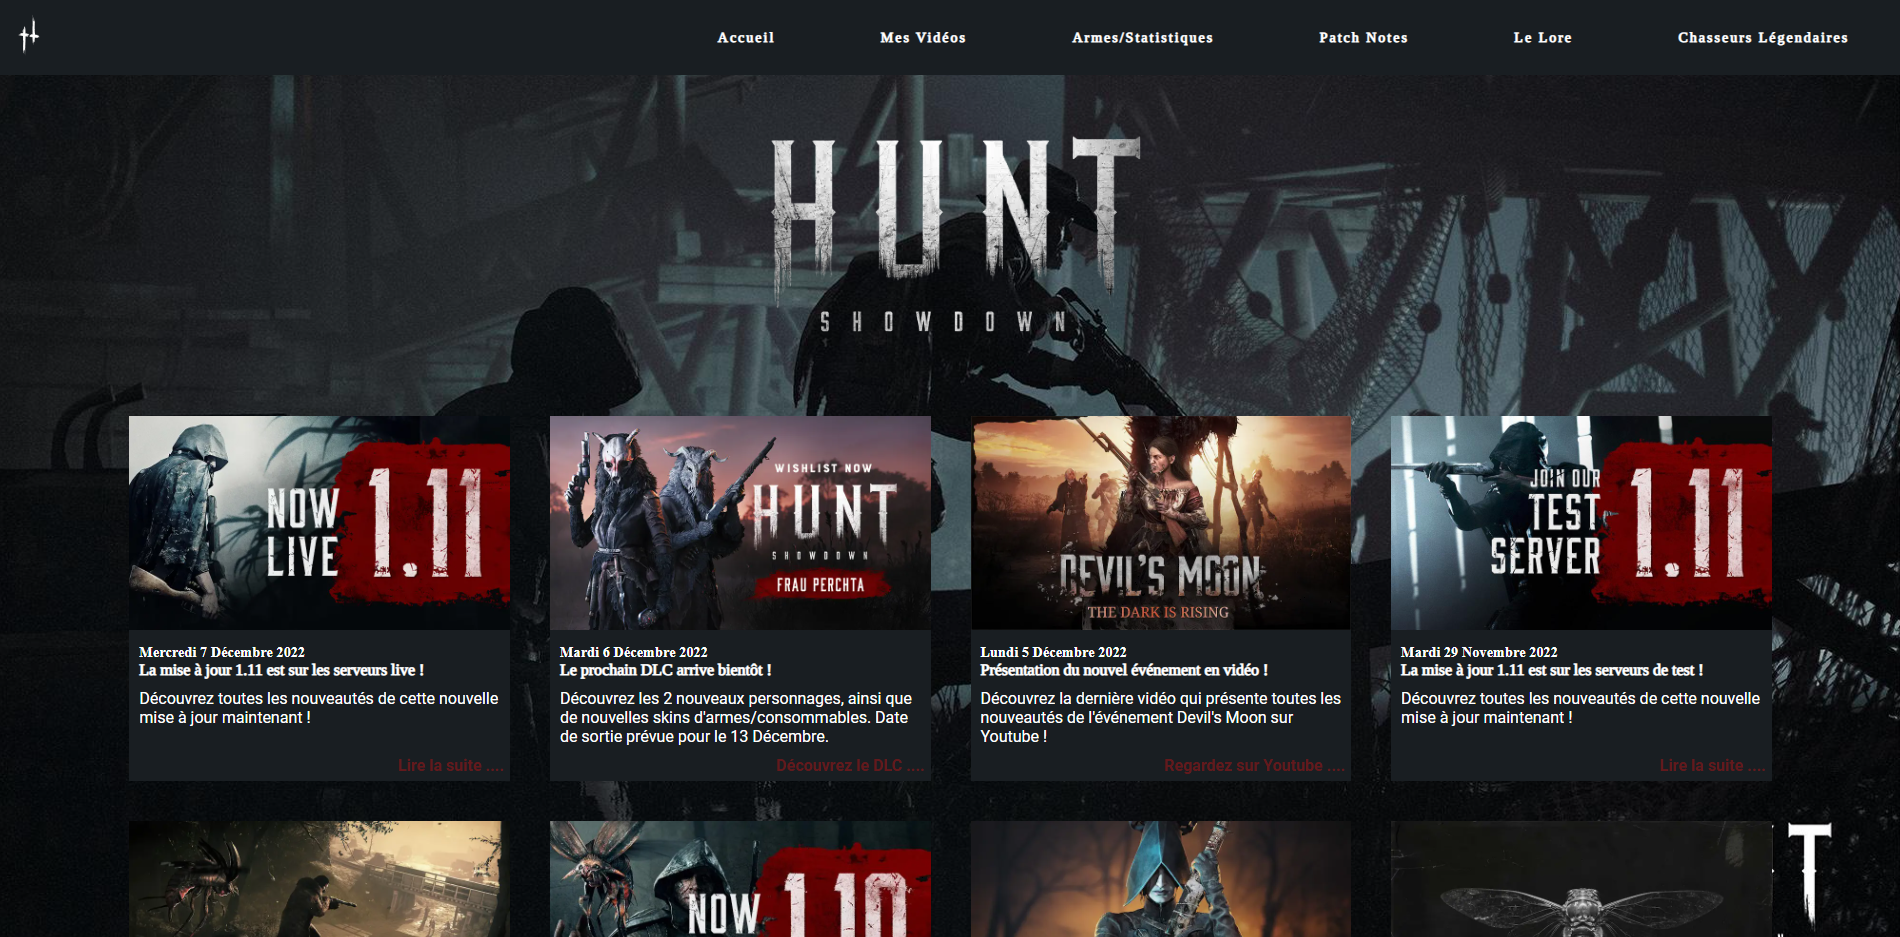 Accueil
Mes Vidéos
Armes/Statistiques
Patch Notes
Le Lore
Chasseurs Légendaires
HUNT
SHOWDOWN
NOW
LIVE
1.11
Mercredi 7 Décembre 2022
La mise à jour 1.11 est sur les serveurs live !
Découvrez toutes les nouveautés de cette nouvelle
mise à jour maintenant !
Lire la suite ....
WISHLIST NOW
HUNT
SHOWDOWN
FRAU PERCHTA
Mardi 6 Décembre 2022
Le prochain DLC arrive bientôt !
Découvrez les 2 nouveaux personnages, ainsi que
de nouvelles skins d'armes/consommables. Date
de sortie prévue pour le 13 Décembre.
Découvrez le DLC ....
DEVIL'S MOON
THE DARK IS RISING
Lundi 5 Décembre 2022
Présentation du nouvel événement en vidéo !
Découvrez la dernière vidéo qui présente toutes les
nouveautés de l'événement Devil's Moon sur
Youtube !
Regardez sur Youtube ....
JOIN OUR
TEST
SERVER
1.11
Mardi 29 Novembre 2022
La mise à jour 1.11 est sur les serveurs de test !
Découvrez toutes les nouveautés de cette nouvelle
mise à jour maintenant !
Lire la suite ....
NOW
1.10
T